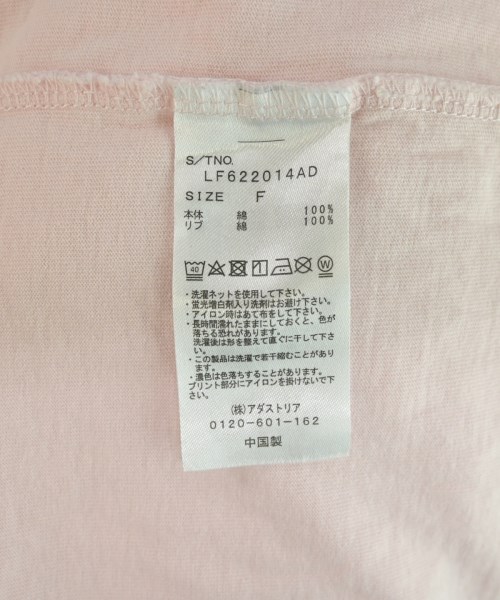 S/TNO.
LF622014AD
SIZE F
本体 綿 100%
リブ 綿 100%
40 W
・洗濯ネットを使用して下さい。
・蛍光増白剤入り洗剤はお避け下さい。
・アイロン時はあて布をして下さい。
・長時間濡れたままにしておくと、色が
落ちる恐れがあります。
洗濯後は形を整えて直ぐに干して下さい。
・この製品は洗濯で若干縮むことがあり
ます。
・濃色は色落ちすることがあります。
プリント部分にアイロンを掛けないで下
さい。
(株)アダストリア
0120-601-162
中国製